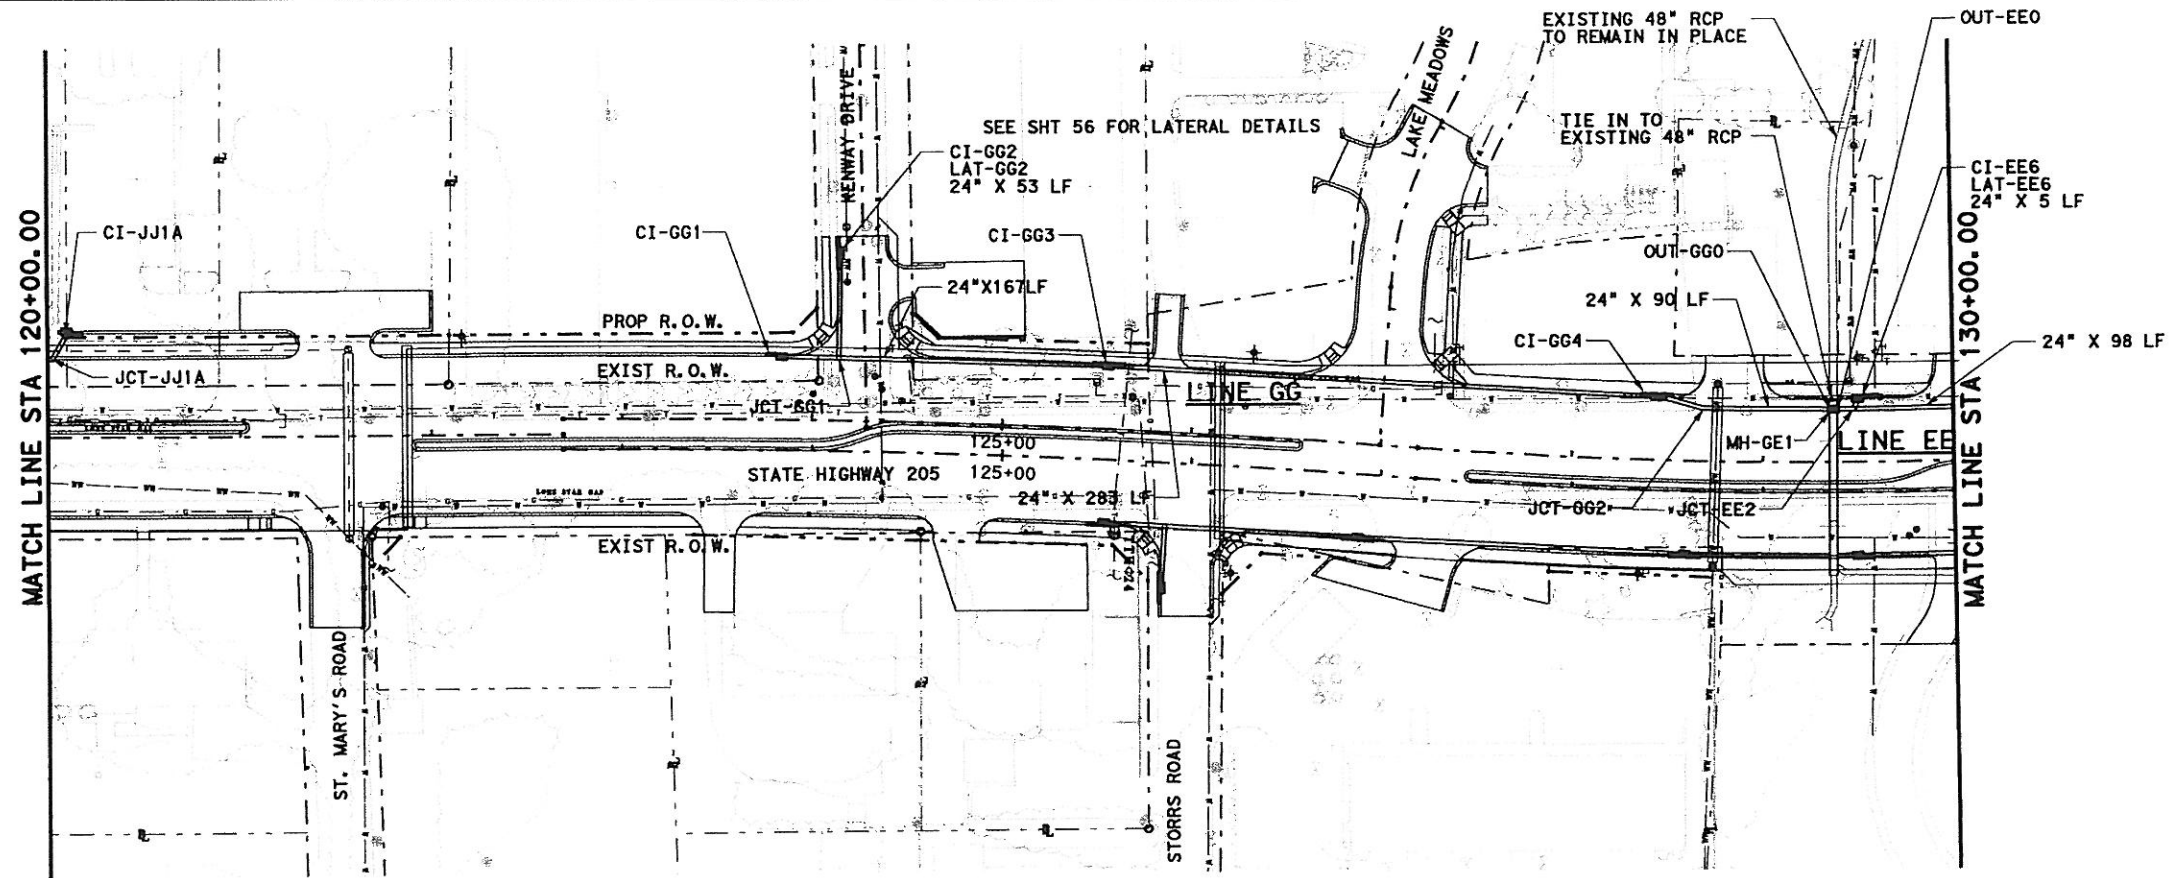 EXISTING 48" RCP
TO REMAIN IN PLACE
OUT-EE0
KENWAY DRIVE
LAKE MEADOWS
SEE SHT 56 FOR LATERAL DETAILS
TIE IN TO
EXISTING 48" RCP
CI-GG2
LAT-GG2
24" X 53 LF
CI-EE6
LAT-EE6
24" X 5 LF
MATCH LINE STA 120+00.00
CI-JJ1A
CI-GG1
CI-GG3
OUT-GG0
MATCH LINE STA 130+00.00
24"X167LF
24" X 90 LF
PROP R.O.W.
CI-GG4
24" X 98 LF
JCT-JJ1A
EXIST R.O.W.
LINE GG
JCT-GG1
125+00
MH-GE1
LINE EE
STATE HIGHWAY 205
125+00
LONE STAR GAS
24" X 283 LF
JCT-GG2
JCT-EE2
EXIST R.O.W.
ST. MARY'S ROAD
STORRS ROAD